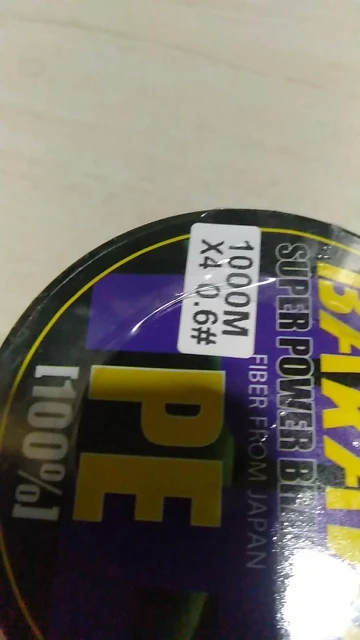 SUPER POWER
1000M
X4 0.6#
FIBER FROM JAPAN
PE
[100%]